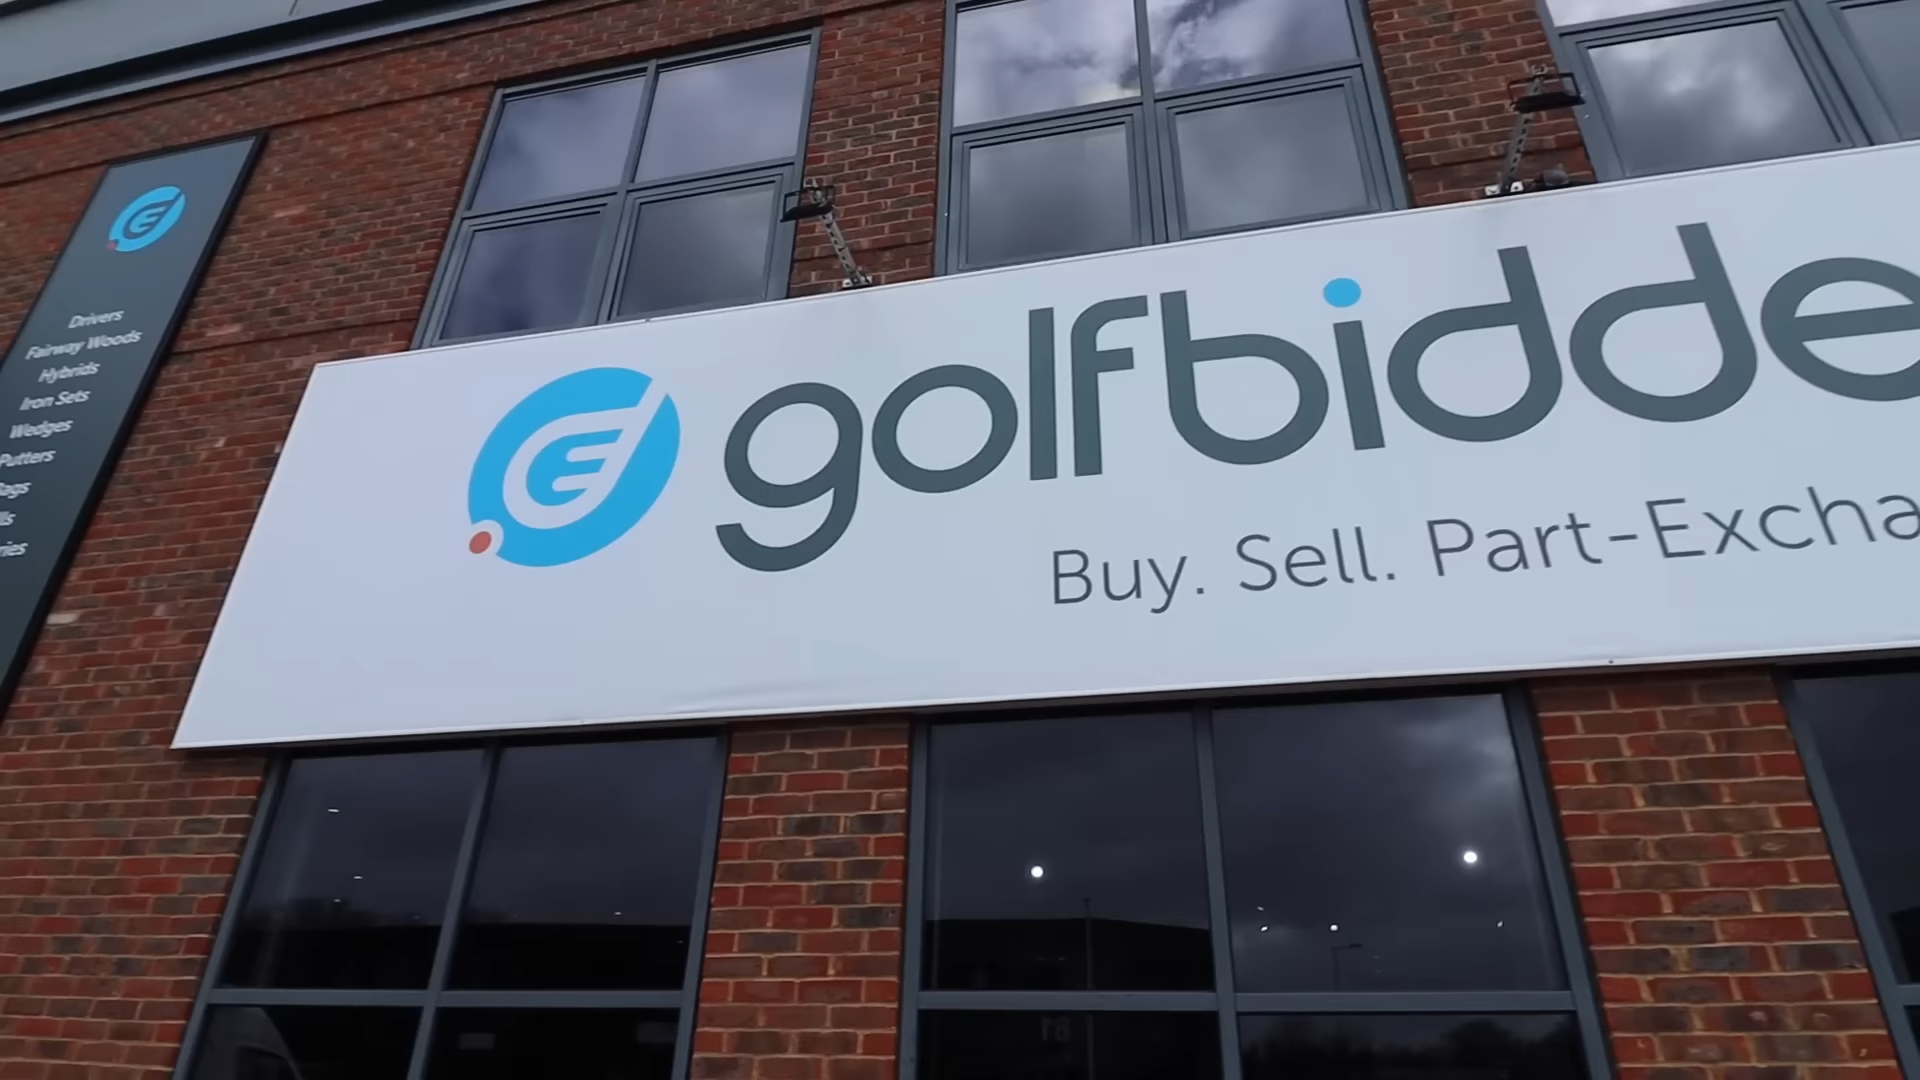 Drivers
Fairway Woods
Hybrids
Iron Sets
Wedges
Putters
golfbidde
Buy. Sell. Part-Excha